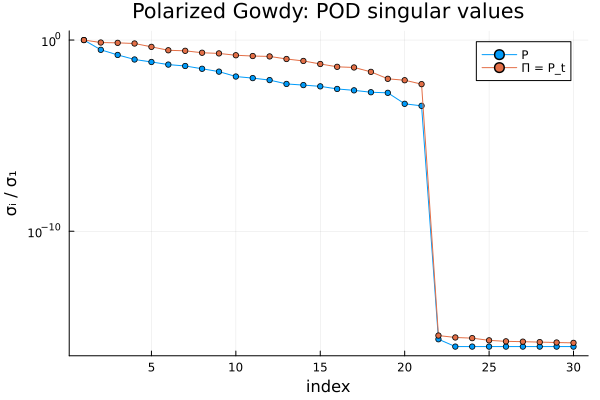 Polarized Gowdy: POD singular values
10⁰
P
Π = P_t
σᵢ / σ₁
10⁻¹⁰
5 10 15 20 25 30
index